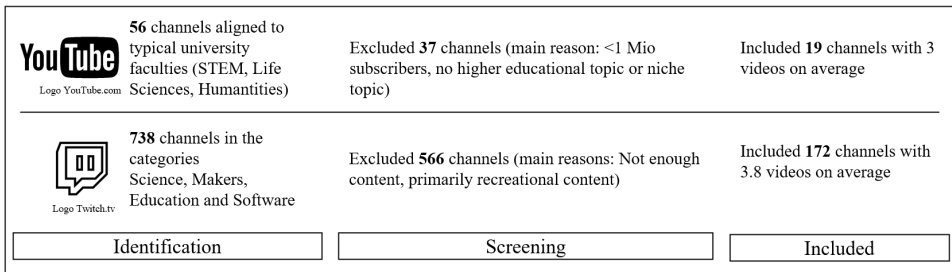 YouTube
Logo YouTube.com
56 channels aligned to
typical university
faculties (STEM, Life
Sciences, Humantities)
Excluded 37 channels (main reason: <1 Mio
subscribers, no higher educational topic or niche
topic)
Included 19 channels with 3
videos on average
Logo Twitch.tv
738 channels in the
categories
Science, Makers,
Education and Software
Excluded 566 channels (main reasons: Not enough
content, primarily recreational content)
Included 172 channels with
3.8 videos on average
Identification
Screening
Included